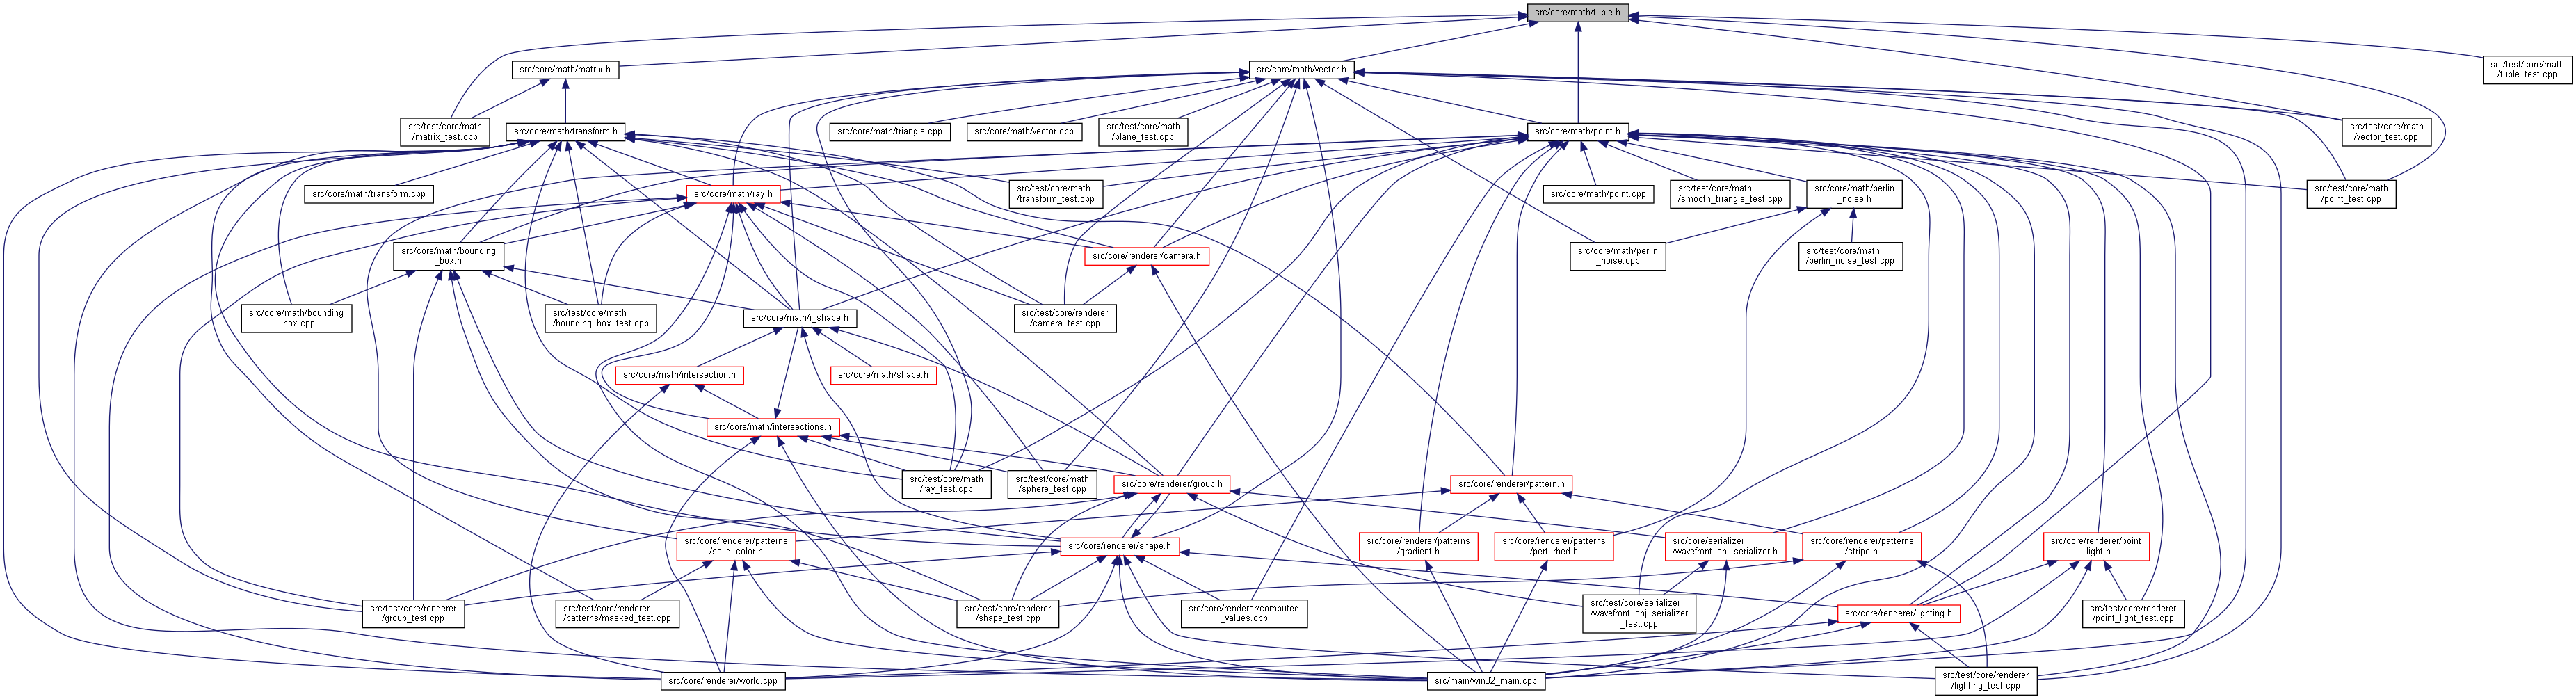 src/core/math/tuple.h
src/core/math/matrix.h
src/core/math/vector.h
src/test/core/math
/tuple_test.cpp
src/test/core/math
/matrix_test.cpp
src/core/math/transform.h
src/core/math/triangle.cpp
src/core/math/vector.cpp
src/test/core/math
/plane_test.cpp
src/core/math/point.h
src/test/core/math
/vector_test.cpp
src/core/math/transform.cpp
src/core/math/ray.h
src/test/core/math
/transform_test.cpp
src/core/math/point.cpp
src/test/core/math
/smooth_triangle_test.cpp
src/core/math/perlin
_noise.h
src/test/core/math
/point_test.cpp
src/core/math/bounding
_box.h
src/core/renderer/camera.h
src/core/math/perlin
_noise.cpp
src/test/core/math
/perlin_noise_test.cpp
src/core/math/bounding
_box.cpp
src/test/core/math
/bounding_box_test.cpp
src/core/math/i_shape.h
src/test/core/renderer
/camera_test.cpp
src/core/math/intersection.h
src/core/math/shape.h
src/core/math/intersections.h
src/test/core/math
/ray_test.cpp
src/test/core/math
/sphere_test.cpp
src/core/renderer/group.h
src/core/renderer/pattern.h
src/core/renderer/patterns
/solid_color.h
src/core/renderer/shape.h
src/core/renderer/patterns
/gradient.h
src/core/renderer/patterns
/perturbed.h
src/core/serializer
/wavefront_obj_serializer.h
src/core/renderer/patterns
/stripe.h
src/core/renderer/point
_light.h
src/test/core/renderer
/group_test.cpp
src/test/core/renderer
/patterns/masked_test.cpp
src/test/core/renderer
/shape_test.cpp
src/core/renderer/computed
_values.cpp
src/test/core/serializer
/wavefront_obj_serializer
_test.cpp
src/core/renderer/lighting.h
src/test/core/renderer
/point_light_test.cpp
src/core/renderer/world.cpp
src/main/win32_main.cpp
src/test/core/renderer
/lighting_test.cpp